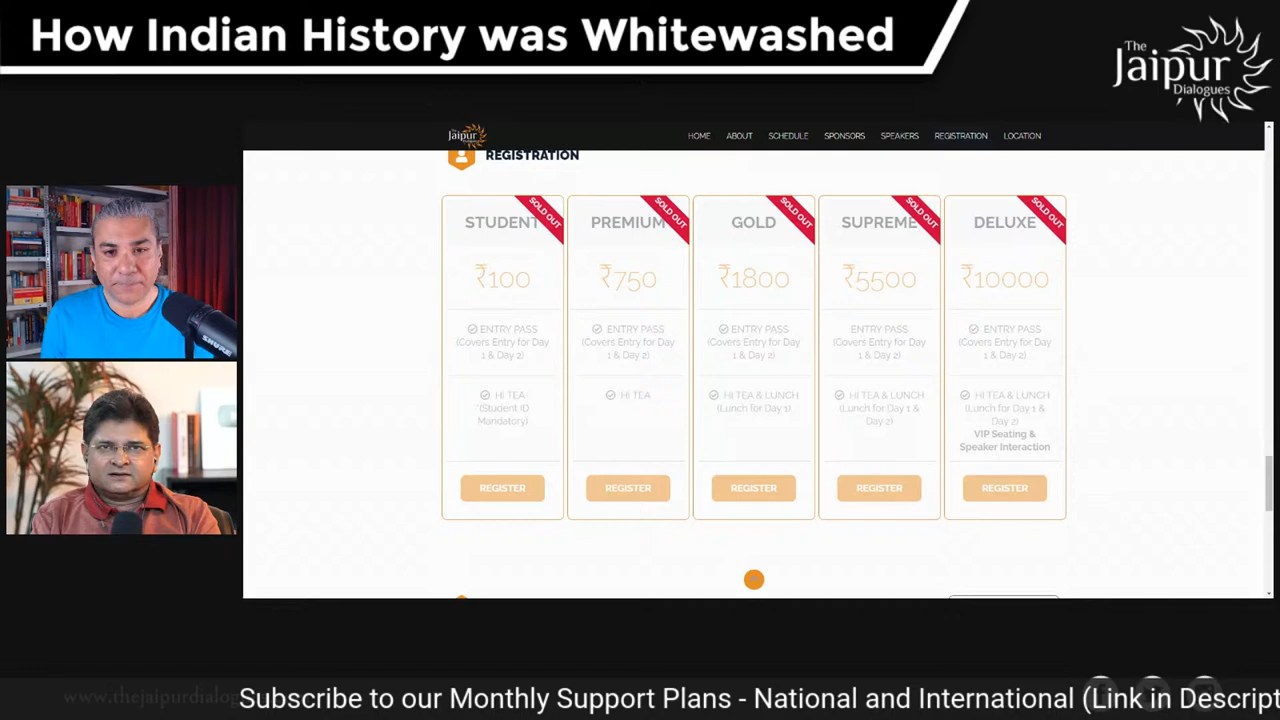 How Indian History was Whitewashed
The
Jaipur
Dialogues
The
Jaipur
HOME ABOUT SCHEDULE SPONSORS SPEAKERS REGISTRATION LOCATION
REGISTRATION
STUDENT
SOLD OUT
₹100
ENTRY PASS
(Covers Entry for Day
1 & Day 2)
HI TEA
(Student ID
Mandatory)
REGISTER
PREMIUM
SOLD OUT
₹750
ENTRY PASS
(Covers Entry for Day
1 & Day 2)
HI TEA
REGISTER
GOLD
SOLD OUT
₹1800
ENTRY PASS
(Covers Entry for Day
1 & Day 2)
HI TEA & LUNCH
(Lunch for Day 1)
REGISTER
SUPREME
SOLD OUT
₹5500
ENTRY PASS
(Covers Entry for Day
1 & Day 2)
HI TEA & LUNCH
(Lunch for Day 1 &
Day 2)
REGISTER
DELUXE
SOLD OUT
₹10000
ENTRY PASS
(Covers Entry for Day
1 & Day 2)
HI TEA & LUNCH
(Lunch for Day 1 &
Day 2)
VIP Seating &
Speaker Interaction
REGISTER
SHURE
www.thejaipurdialog
Subscribe to our Monthly Support Plans - National and International (Link in Descript